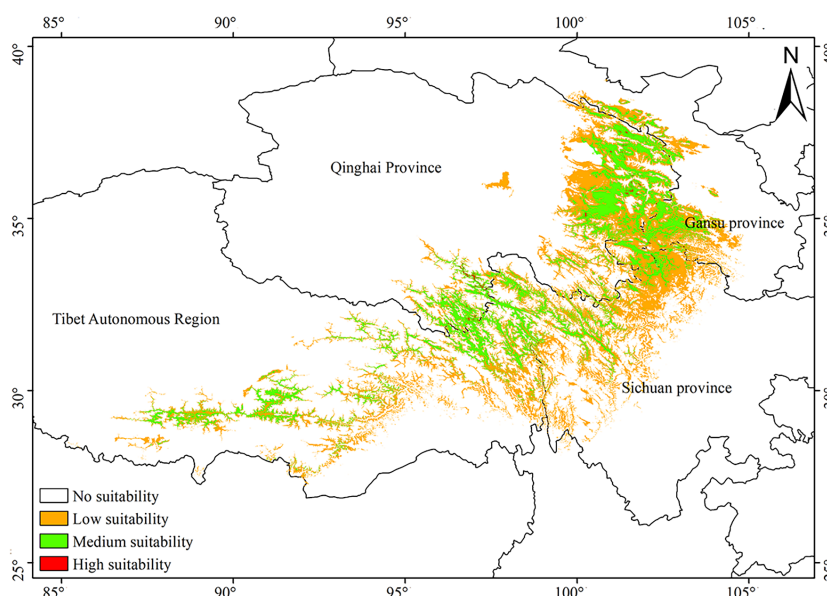 85° 90° 95° 100° 105°
40°
N
Qinghai Province
35°
Gansu province
Tibet Autonomous Region
Sichuan province
30°
No suitability
Low suitability
Medium suitability
High suitability
25°
85° 90° 95° 100° 105°